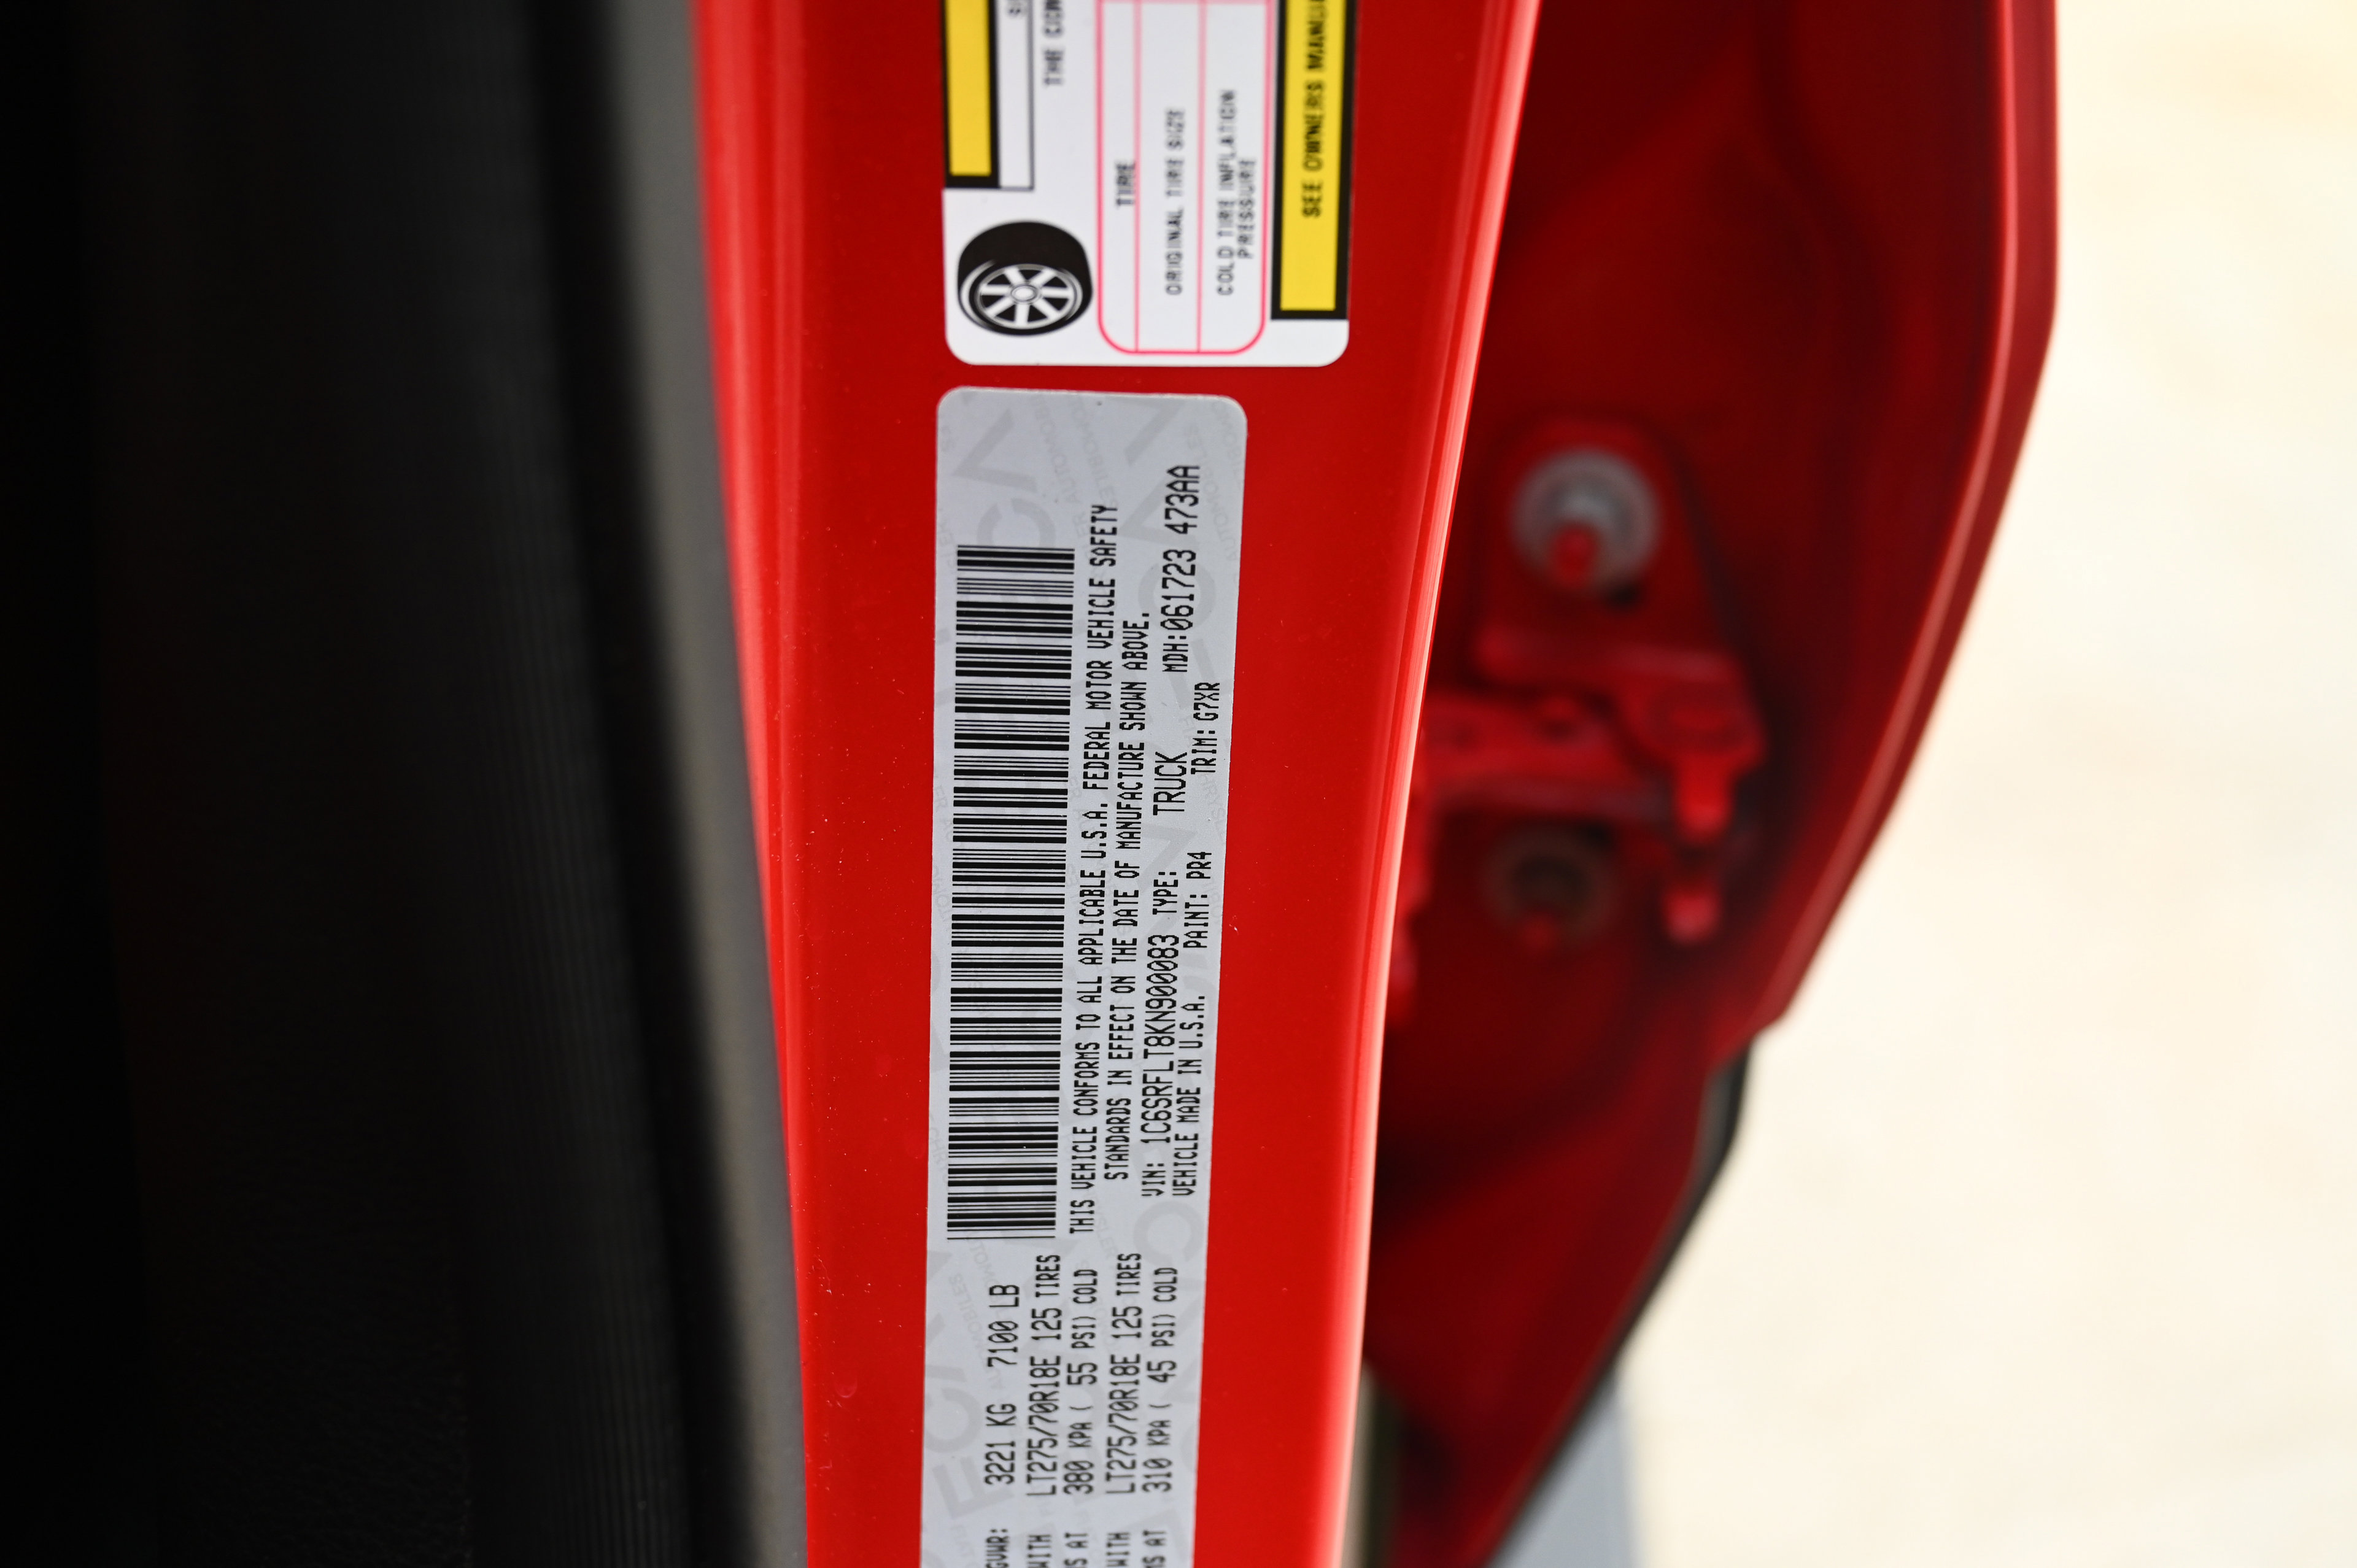 TIRE
ORIGINAL TIRE SIZE
COLD TIRE INFLATION
PRESSURE
SEE OWNERS MANU
GVWR: 3221 KG 7100 LB
WITH LT275/70R18E 125 TIRES
MS AT 380 KPA ( 55 PSI) COLD
WITH LT275/70R18E 125 TIRES
MS AT 310 KPA ( 45 PSI) COLD
THIS VEHICLE CONFORMS TO ALL APPLICABLE U.S.A. FEDERAL MOTOR VEHICLE SAFETY
STANDARDS IN EFFECT ON THE DATE OF MANUFACTURE SHOWN ABOVE.
VIN: 1C6SRFLT8KN900083 TYPE: TRUCK MDH:061723 473AA
VEHICLE MADE IN U.S.A. PAINT: PR4 TRIM: G7XR